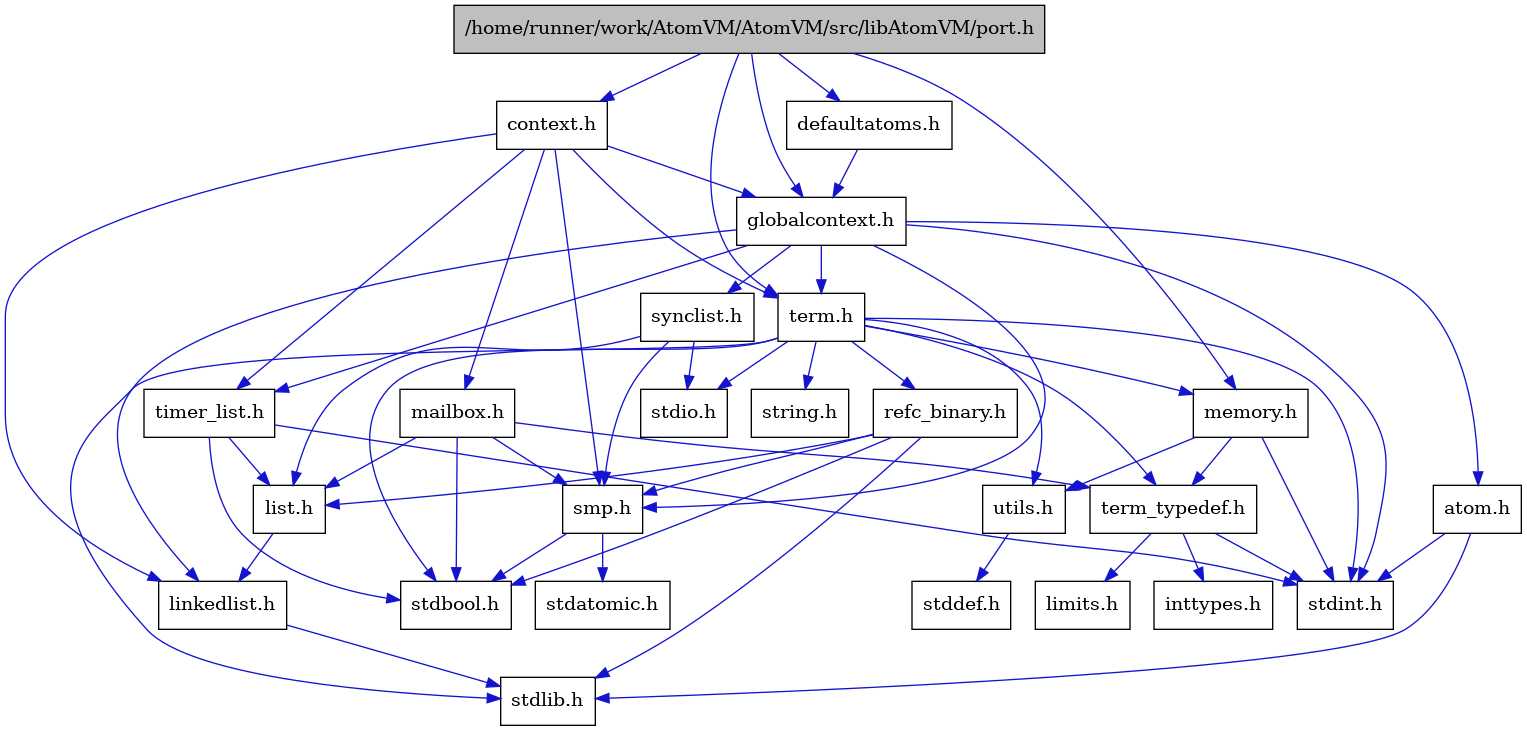 /home/runner/work/AtomVM/AtomVM/src/libAtomVM/port.h
context.h
defaultatoms.h
globalcontext.h
synclist.h
term.h
timer_list.h
mailbox.h
stdio.h
string.h
refc_binary.h
memory.h
list.h
smp.h
utils.h
term_typedef.h
atom.h
linkedlist.h
stdbool.h
stdatomic.h
stddef.h
limits.h
inttypes.h
stdint.h
stdlib.h